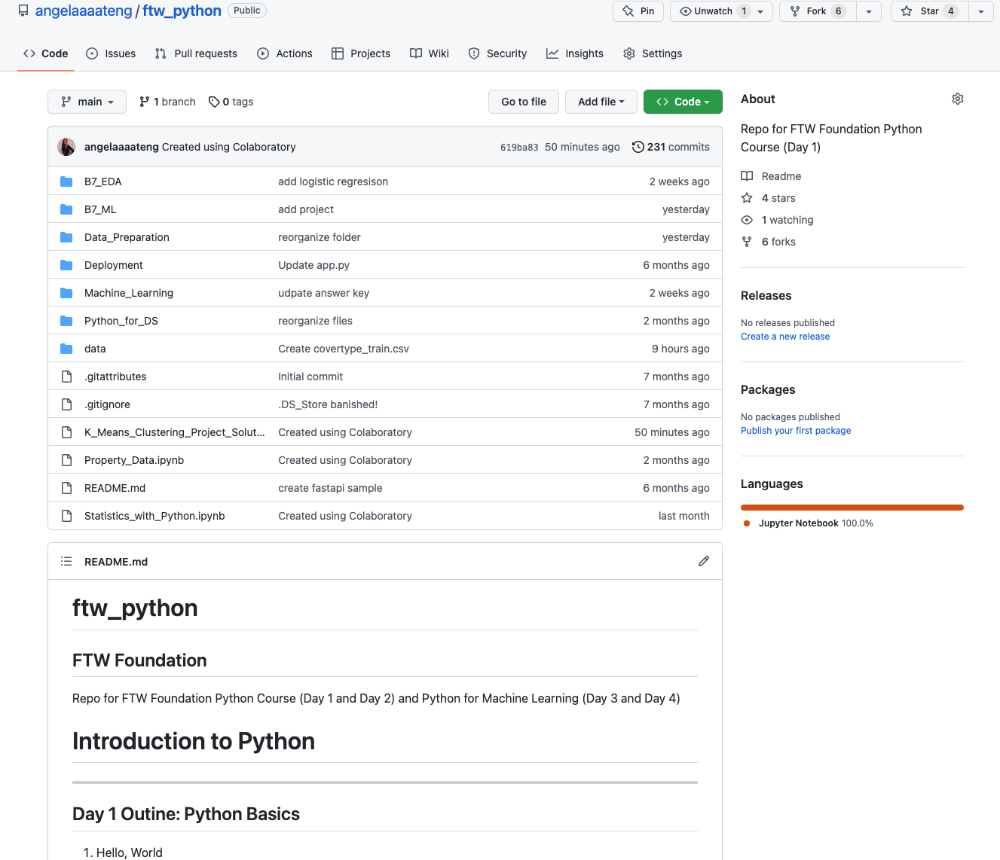 angelaaaateng / ftw_python Public Pin Unwatch 1 Fork 6 Star 4
Code Issues Pull requests Actions Projects Wiki Security Insights Settings
main 1 branch 0 tags Go to file Add file Code
angelaaaateng Created using Colaboratory 619ba83 50 minutes ago 231 commits
B7_EDA add logistic regresison 2 weeks ago
B7_ML add project yesterday
Data_Preparation reorganize folder yesterday
Deployment Update app.py 6 months ago
Machine_Learning udpate answer key 2 weeks ago
Python_for_DS reorganize files 2 months ago
data Create covertype_train.csv 9 hours ago
.gitattributes Initial commit 7 months ago
.gitignore .DS_Store banished! 7 months ago
K_Means_Clustering_Project_Solut... Created using Colaboratory 50 minutes ago
Property_Data.ipynb Created using Colaboratory 2 months ago
README.md create fastapi sample 6 months ago
Statistics_with_Python.ipynb Created using Colaboratory last month
README.md
ftw_python
FTW Foundation
Repo for FTW Foundation Python Course (Day 1 and Day 2) and Python for Machine Learning (Day 3 and Day 4)
Introduction to Python
Day 1 Outine: Python Basics
1. Hello, World
About
Repo for FTW Foundation Python
Course (Day 1)
Readme
4 stars
1 watching
6 forks
Releases
No releases published
Create a new release
Packages
No packages published
Publish your first package
Languages
Jupyter Notebook 100.0%